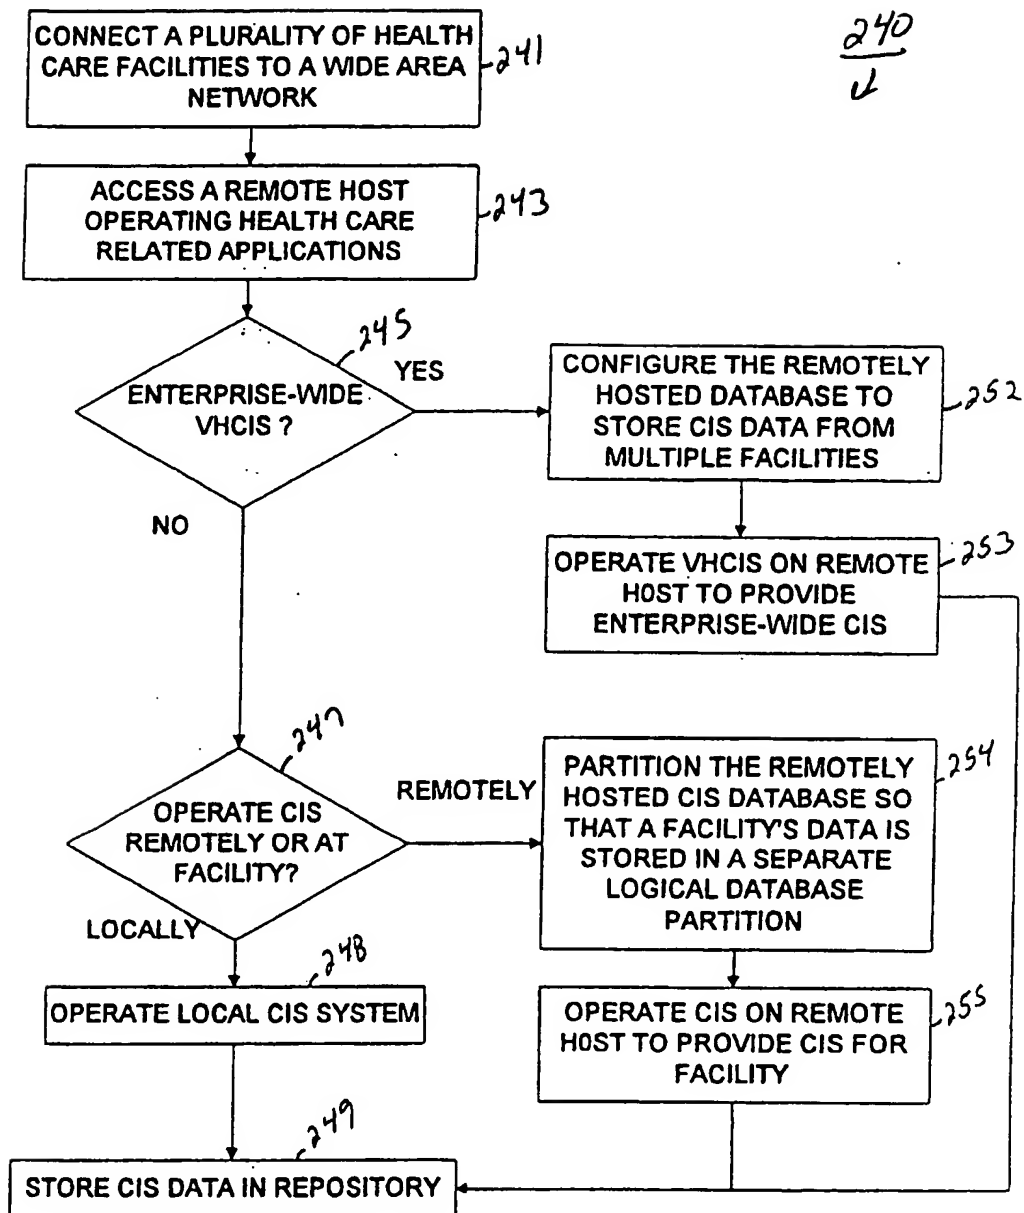 240
CONNECT A PLURALITY OF HEALTH
CARE FACILITIES TO A WIDE AREA
NETWORK
241
ACCESS A REMOTE HOST
OPERATING HEALTH CARE
RELATED APPLICATIONS
243
245
ENTERPRISE-WIDE
VHCIS ?
YES
NO
CONFIGURE THE REMOTELY
HOSTED DATABASE TO
STORE CIS DATA FROM
MULTIPLE FACILITIES
252
OPERATE VHCIS ON REMOTE
HOST TO PROVIDE
ENTERPRISE-WIDE CIS
253
247
OPERATE CIS
REMOTELY OR AT
FACILITY?
REMOTELY
LOCALLY
PARTITION THE REMOTELY
HOSTED CIS DATABASE SO
THAT A FACILITY'S DATA IS
STORED IN A SEPARATE
LOGICAL DATABASE
PARTITION
254
248
OPERATE LOCAL CIS SYSTEM
OPERATE CIS ON REMOTE
HOST TO PROVIDE CIS FOR
FACILITY
255
249
STORE CIS DATA IN REPOSITORY